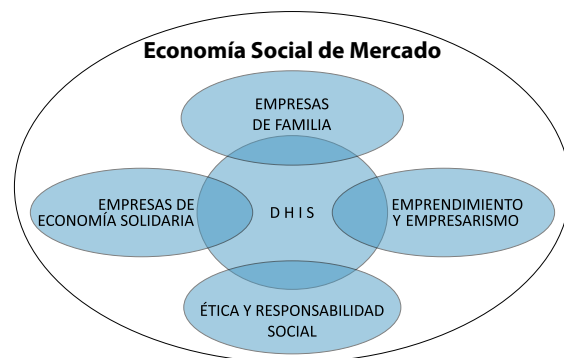 Economía Social de Mercado
EMPRESAS
DE FAMILIA
EMPRESAS DE
ECONOMÍA SOLIDARIA
D H I S
EMPRENDIMIENTO
Y EMPRESARISMO
ÉTICA Y RESPONSABILIDAD
SOCIAL